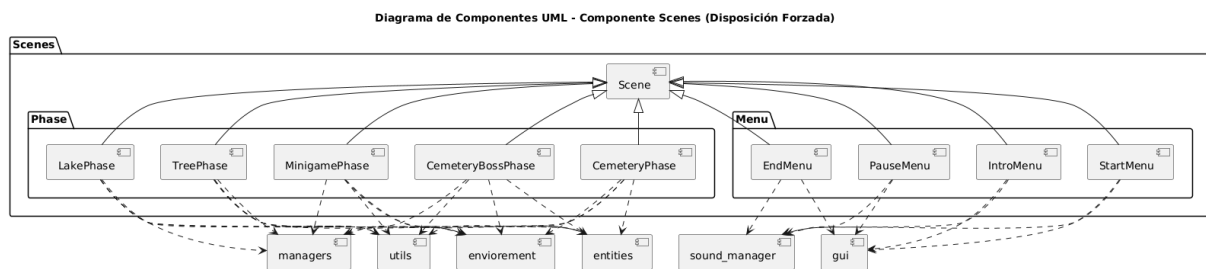 Diagrama de Componentes UML - Componente Scenes (Disposición Forzada)
Scenes
Scene
Phase
Menu
LakePhase
TreePhase
MinigamePhase
CemeteryBossPhase
CemeteryPhase
EndMenu
PauseMenu
IntroMenu
StartMenu
managers
utils
enviorement
entities
sound_manager
gui